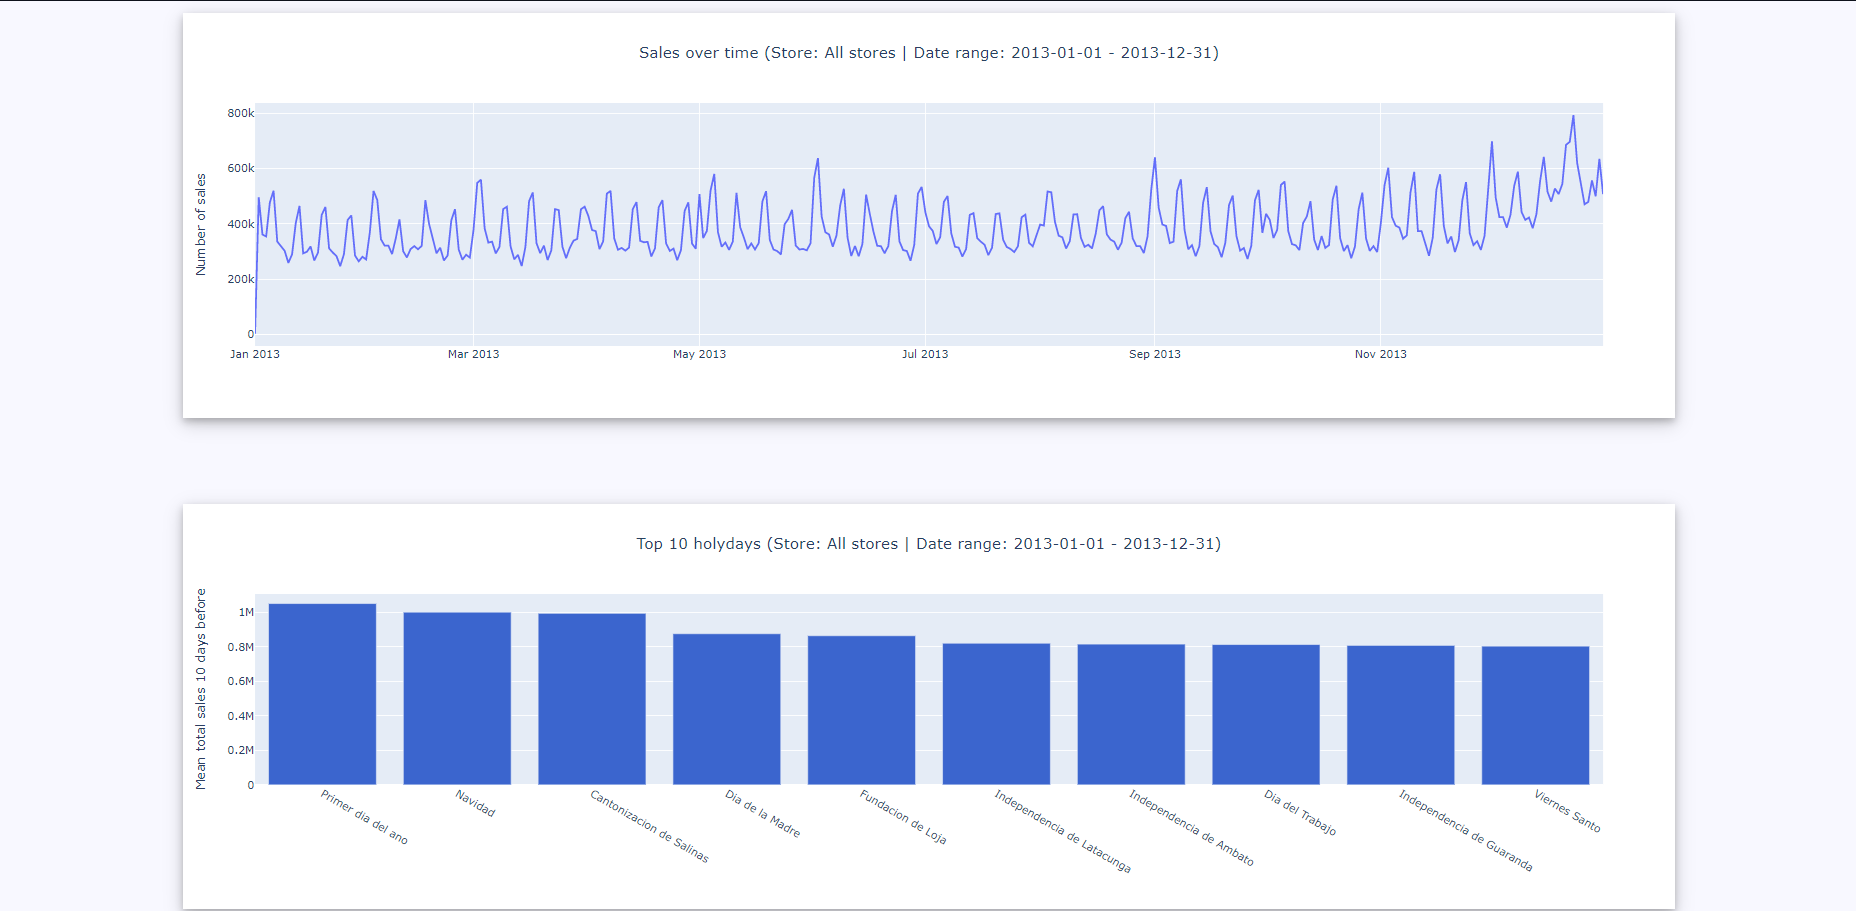 Sales over time (Store: All stores | Date range: 2013-01-01 - 2013-12-31)
Number of sales
800k
600k
400k
200k
0
Jan 2013
Mar 2013
May 2013
Jul 2013
Sep 2013
Nov 2013
Top 10 holydays (Store: All stores | Date range: 2013-01-01 - 2013-12-31)
Mean total sales 10 days before
1M
0.8M
0.6M
0.4M
0.2M
0
Primer dia del ano
Navidad
Cantonizacion de Salinas
Dia de la Madre
Fundacion de Loja
Independencia de Latacunga
Independencia de Ambato
Dia del Trabajo
Independencia de Guaranda
Viernes Santo